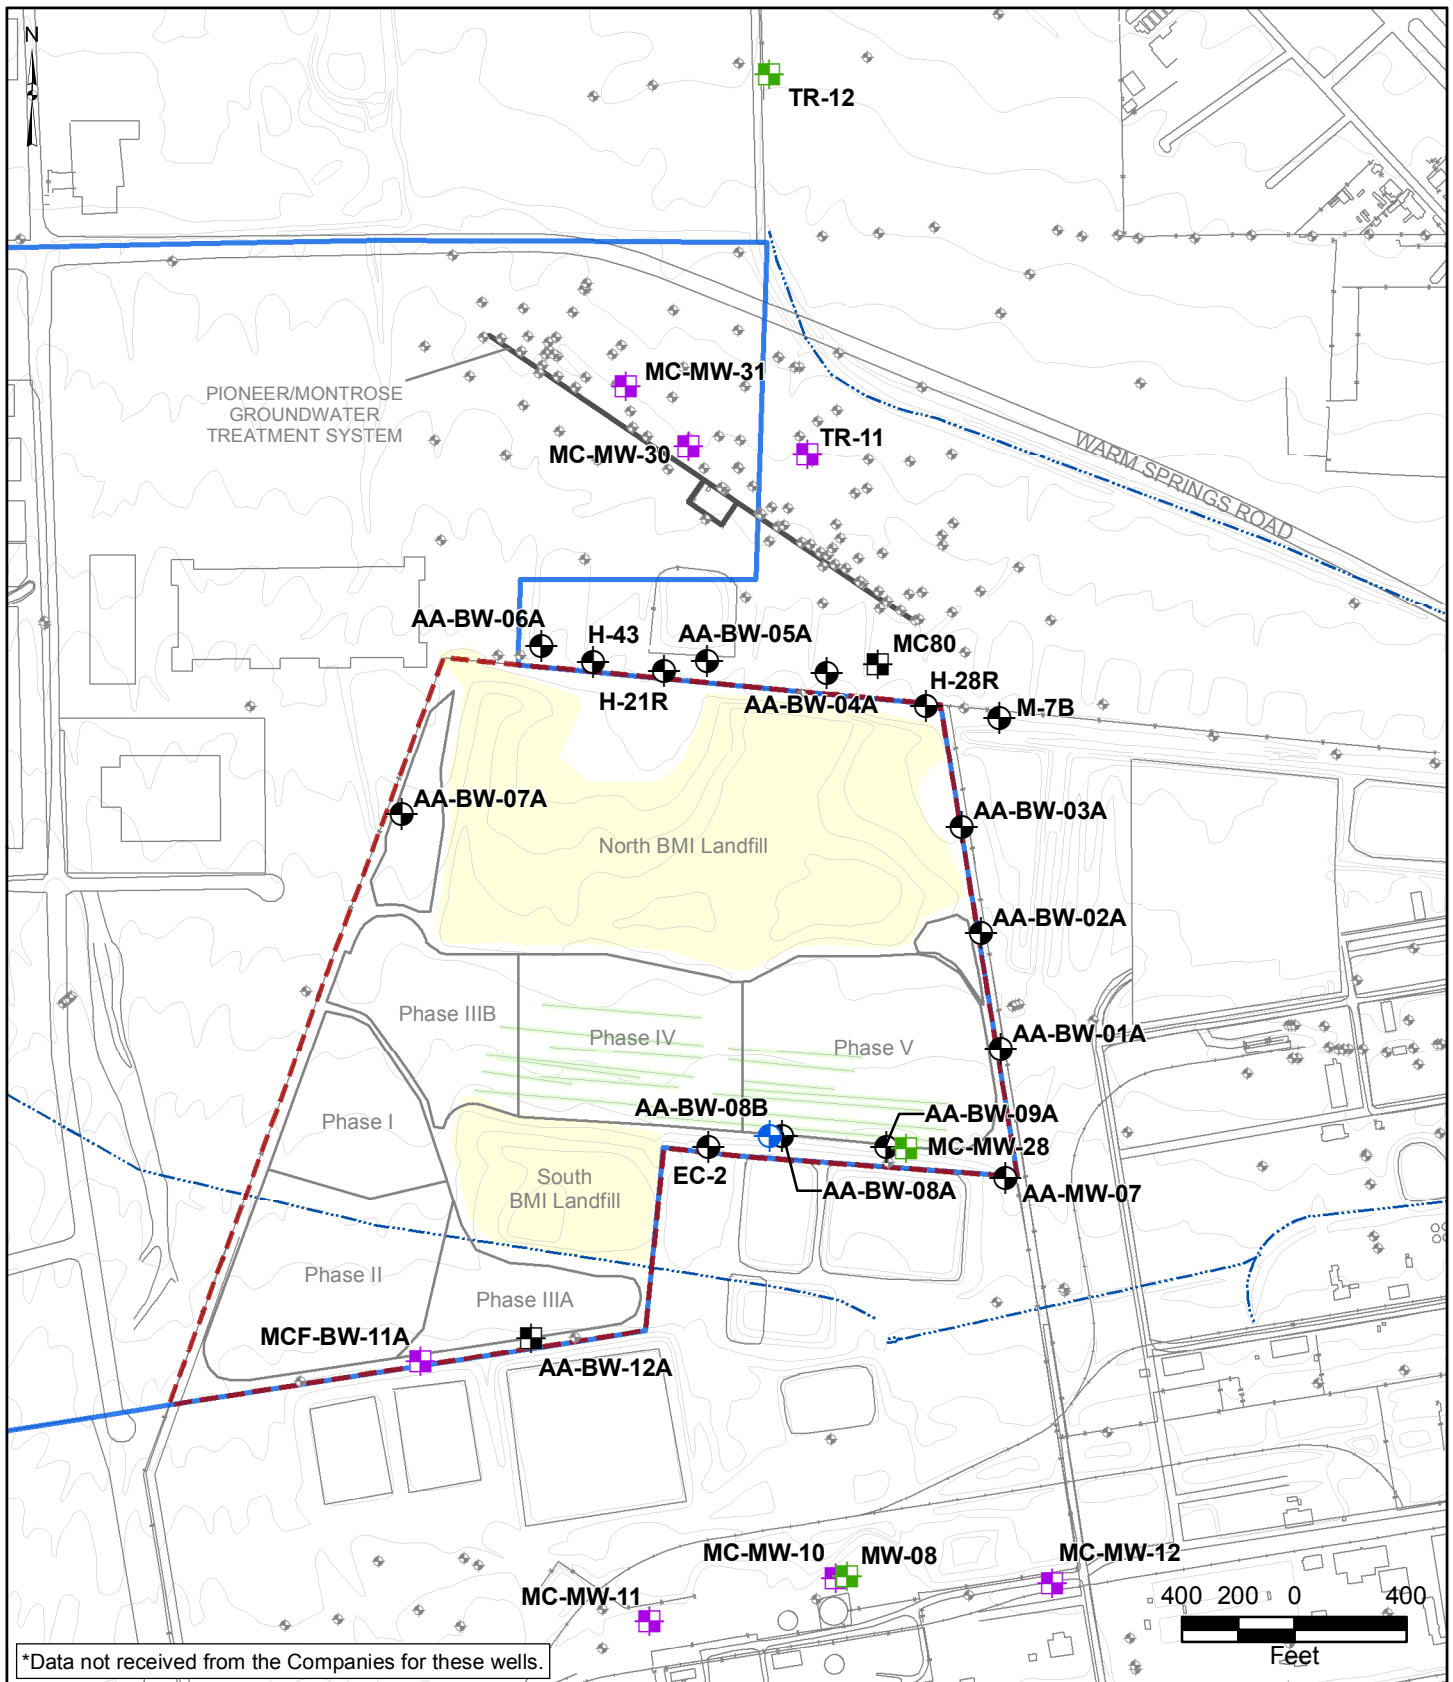 N
TR-12
MC-MW-31
PIONEER/MONTROSE
GROUNDWATER
TREATMENT SYSTEM
TR-11
MC-MW-30
WARM SPRINGS ROAD
AA-BW-06A
H-43
AA-BW-05A
MC80
H-21R
AA-BW-04A
H-28R
M-7B
AA-BW-07A
AA-BW-03A
North BMI Landfill
AA-BW-02A
Phase IIIB
Phase IV
Phase V
AA-BW-01A
Phase I
AA-BW-08B
AA-BW-09A
MC-MW-28
South
BMI Landfill
EC-2
AA-BW-08A
AA-MW-07
Phase II
Phase IIIA
MCF-BW-11A
AA-BW-12A
MC-MW-10
MW-08
MC-MW-12
MC-MW-11
400 200 0 400
Feet
*Data not received from the Companies for these wells.